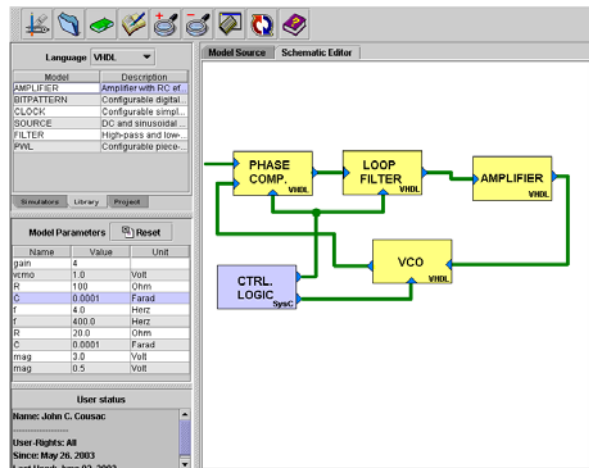 Language VHDL
Model Source Schematic Editor
Model Description
AMPLIFIER Amplifier with RC ef..
BITPATTERN Configurable digital...
CLOCK Configurable simpl...
SOURCE DC and sinusoidal
FILTER High-pass and low-...
PWL Configurable piece-...
Simulators Library Project
Model Parameters Reset
Name Value Unit
gain 4
vcmo 1.0 Volt
R 100 Ohm
C 0.0001 Farad
f 4.0 Herz
f 400.0 Herz
R 20.0 Ohm
C 0.0001 Farad
mag 3.0 Volt
mag 0.5 Volt
User status
Name: John C. Cousac
--------------------
User-Rights: All
Since: May 26, 2003
PHASE
COMP.
VHDL
LOOP
FILTER
VHDL
AMPLIFIER
VHDL
VCO
VHDL
CTRL.
LOGIC
SysC